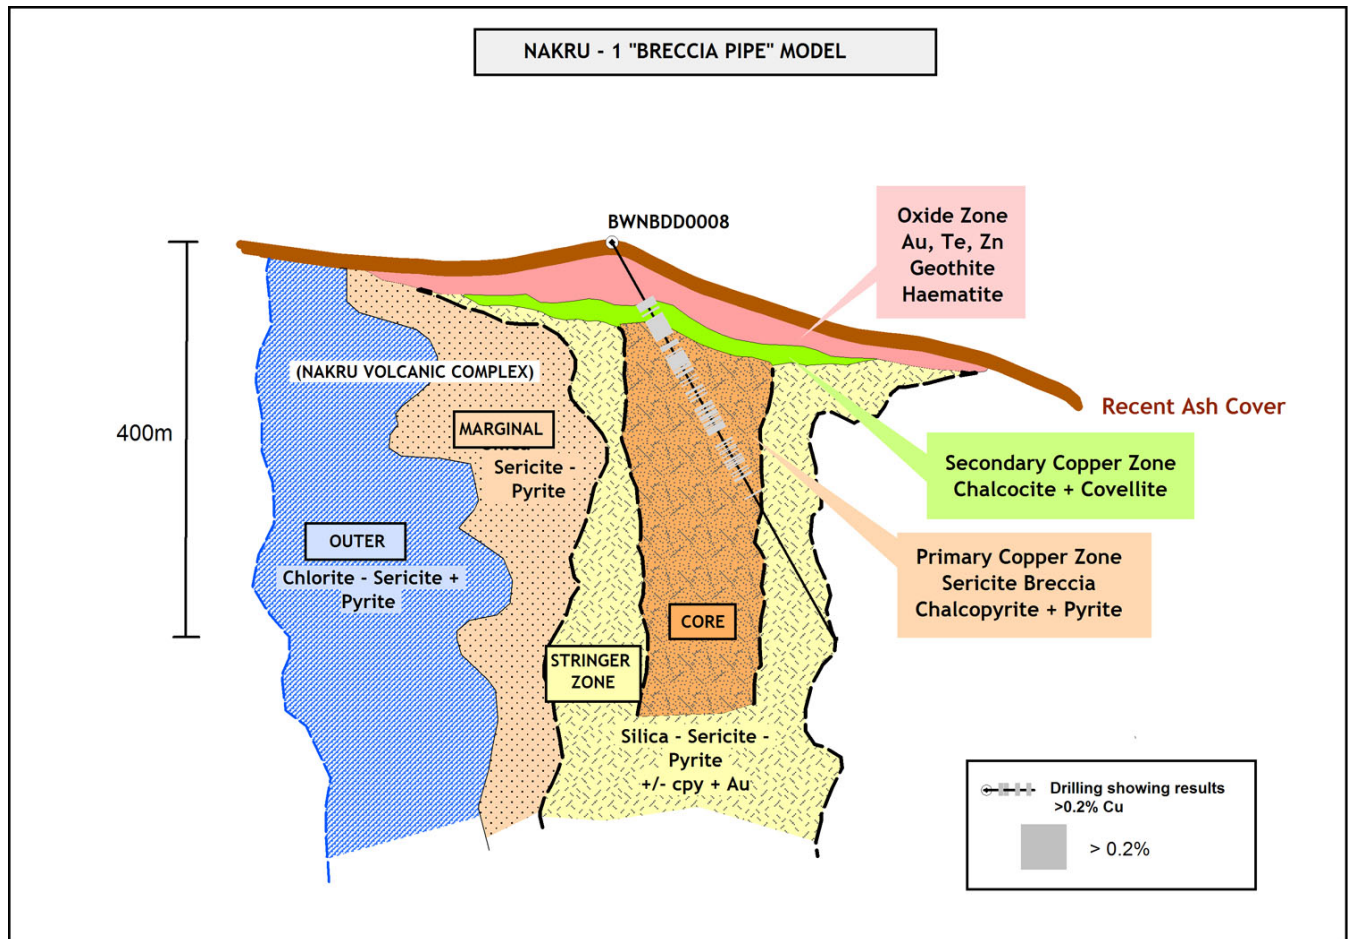 NAKRU - 1 "BRECCIA PIPE" MODEL
BWNBDD0008
Oxide Zone
Au, Te, Zn
Geothite
Haematite
(NAKRU VOLCANIC COMPLEX)
400m
Recent Ash Cover
MARGINAL
Sericite -
Pyrite
Secondary Copper Zone
Chalcocite + Covellite
OUTER
Chlorite - Sericite +
Pyrite
Primary Copper Zone
Sericite Breccia
Chalcopyrite + Pyrite
CORE
STRINGER
ZONE
Silica - Sericite -
Pyrite
+/- cpy + Au
Drilling showing results
>0.2% Cu
> 0.2%